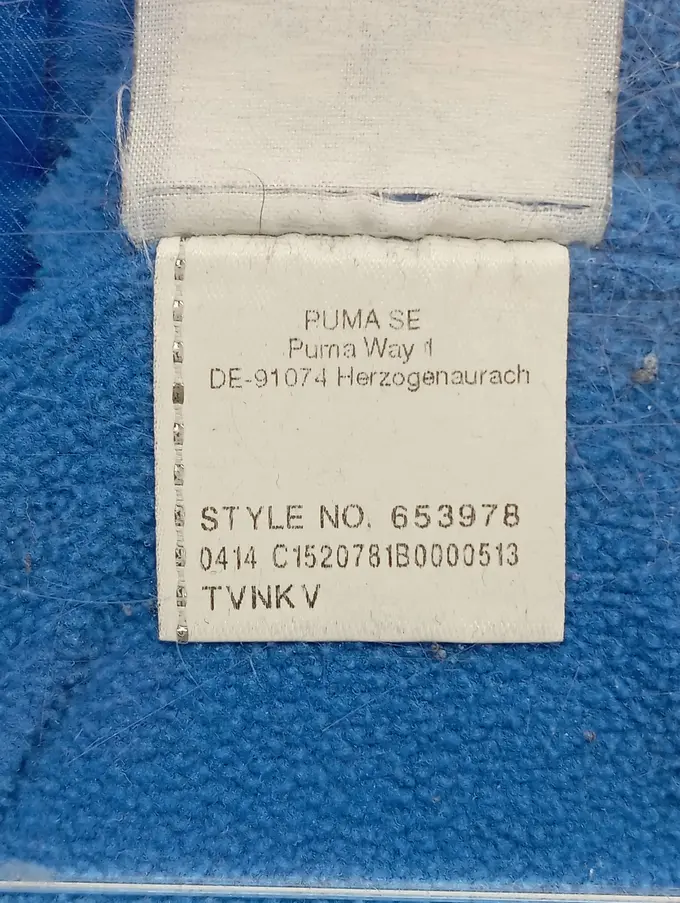 PUMA SE
Puma Way 1
DE-91074 Herzogenaurach
STYLE NO. 653978
0414 C1520781B0000513
TVNKV